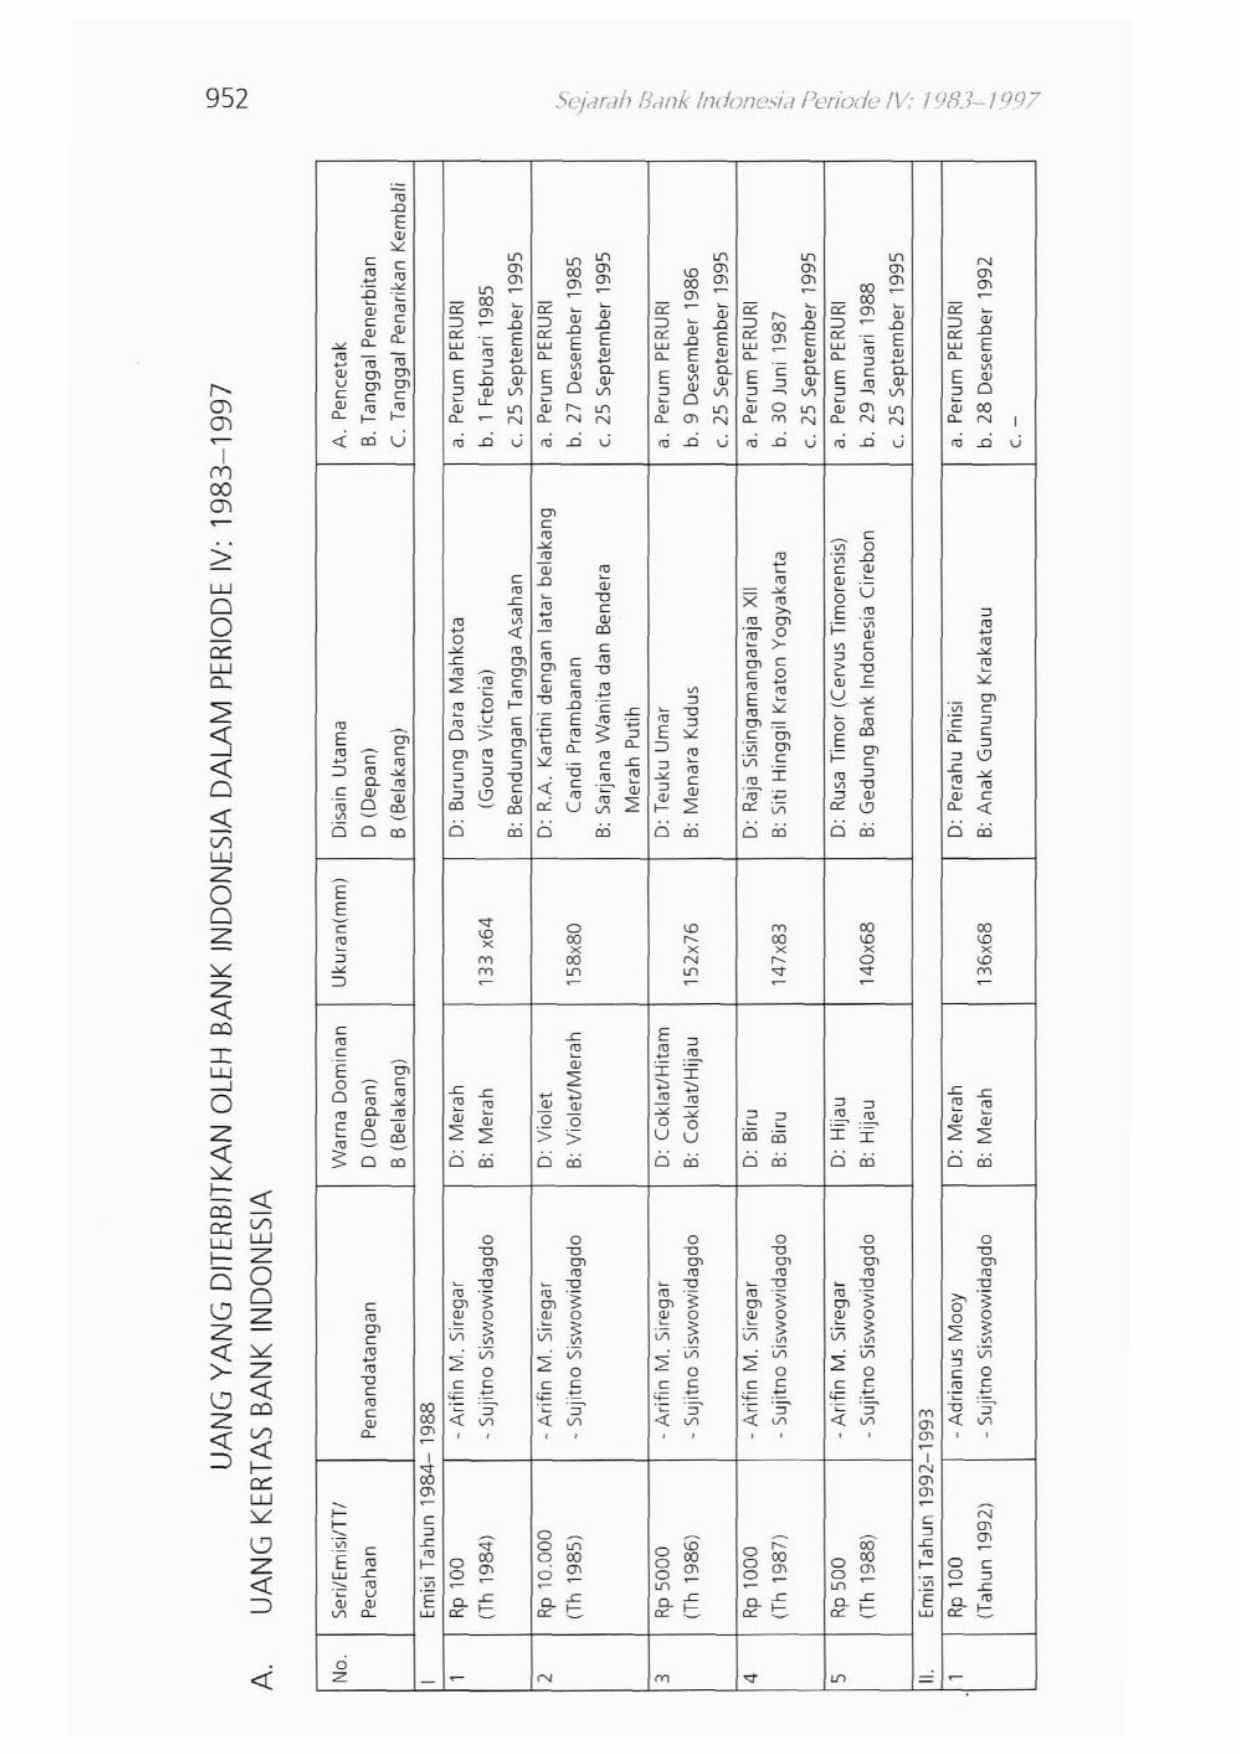 952
Sejarah Bank Indonesia Periode IV: 1983–1997
UANG YANG DITERBITKAN OLEH BANK INDONESIA DALAM PERIODE IV: 1983–1997
A. UANG KERTAS BANK INDONESIA
No.
Seri/Emisi/TT/
Pecahan
Penandatangan
Warna Dominan
D (Depan)
B (Belakang)
Ukuran(mm)
Disain Utama
D (Depan)
B (Belakang)
A. Pencetak
B. Tanggal Penerbitan
C. Tanggal Penarikan Kembali
I
Emisi Tahun 1984– 1988
1
Rp 100
(Th 1984)
- Arifin M. Siregar
- Sujitno Siswowidagdo
D: Merah
B: Merah
133 x64
D: Burung Dara Mahkota
(Goura Victoria)
B: Bendungan Tangga Asahan
a. Perum PERURI
b. 1 Februari 1985
c. 25 September 1995
2
Rp 10.000
(Th 1985)
- Arifin M. Siregar
- Sujitno Siswowidagdo
D: Violet
B: Violet/Merah
158x80
D: R.A. Kartini dengan latar belakang
Candi Prambanan
B: Sarjana Wanita dan Bendera
Merah Putih
a. Perum PERURI
b. 27 Desember 1985
c. 25 September 1995
3
Rp 5000
(Th 1986)
- Arifin M. Siregar
- Sujitno Siswowidagdo
D: Coklat/Hitam
B: Coklat/Hijau
152x76
D: Teuku Umar
B: Menara Kudus
a. Perum PERURI
b. 9 Desember 1986
c. 25 September 1995
4
Rp 1000
(Th 1987)
- Arifin M. Siregar
- Sujitno Siswowidagdo
D: Biru
B: Biru
147x83
D: Raja Sisingamangaraja XII
B: Siti Hinggil Kraton Yogyakarta
a. Perum PERURI
b. 30 Juni 1987
c. 25 September 1995
5
Rp 500
(Th 1988)
- Arifin M. Siregar
- Sujitno Siswowidagdo
D: Hijau
B: Hijau
140x68
D: Rusa Timor (Cervus Timorensis)
B: Gedung Bank Indonesia Cirebon
a. Perum PERURI
b. 29 Januari 1988
c. 25 September 1995
II.
Emisi Tahun 1992–1993
1
Rp 100
(Tahun 1992)
- Adrianus Mooy
- Sujitno Siswowidagdo
D: Merah
B: Merah
136x68
D: Perahu Pinisi
B: Anak Gunung Krakatau
a. Perum PERURI
b. 28 Desember 1992
c. –